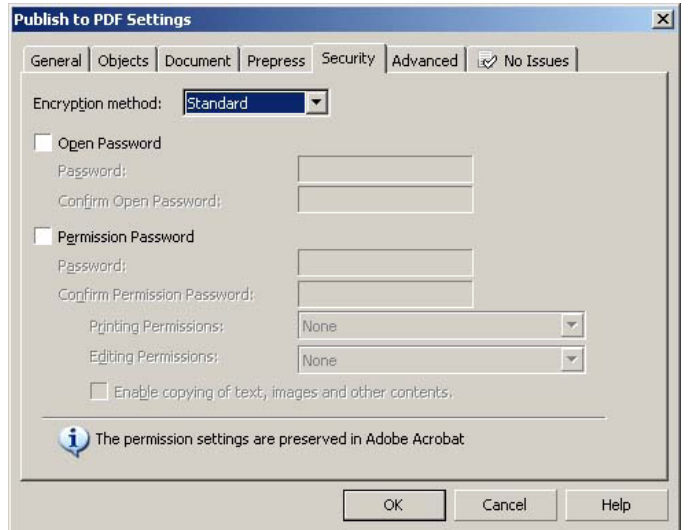 Publish to PDF Settings
General Objects Document Prepress Security Advanced No Issues
Encryption method: Standard
Open Password
Password:
Confirm Open Password:
Permission Password
Password:
Confirm Permission Password:
Printing Permissions: None
Editing Permissions: None
Enable copying of text, images and other contents.
The permission settings are preserved in Adobe Acrobat
OK Cancel Help